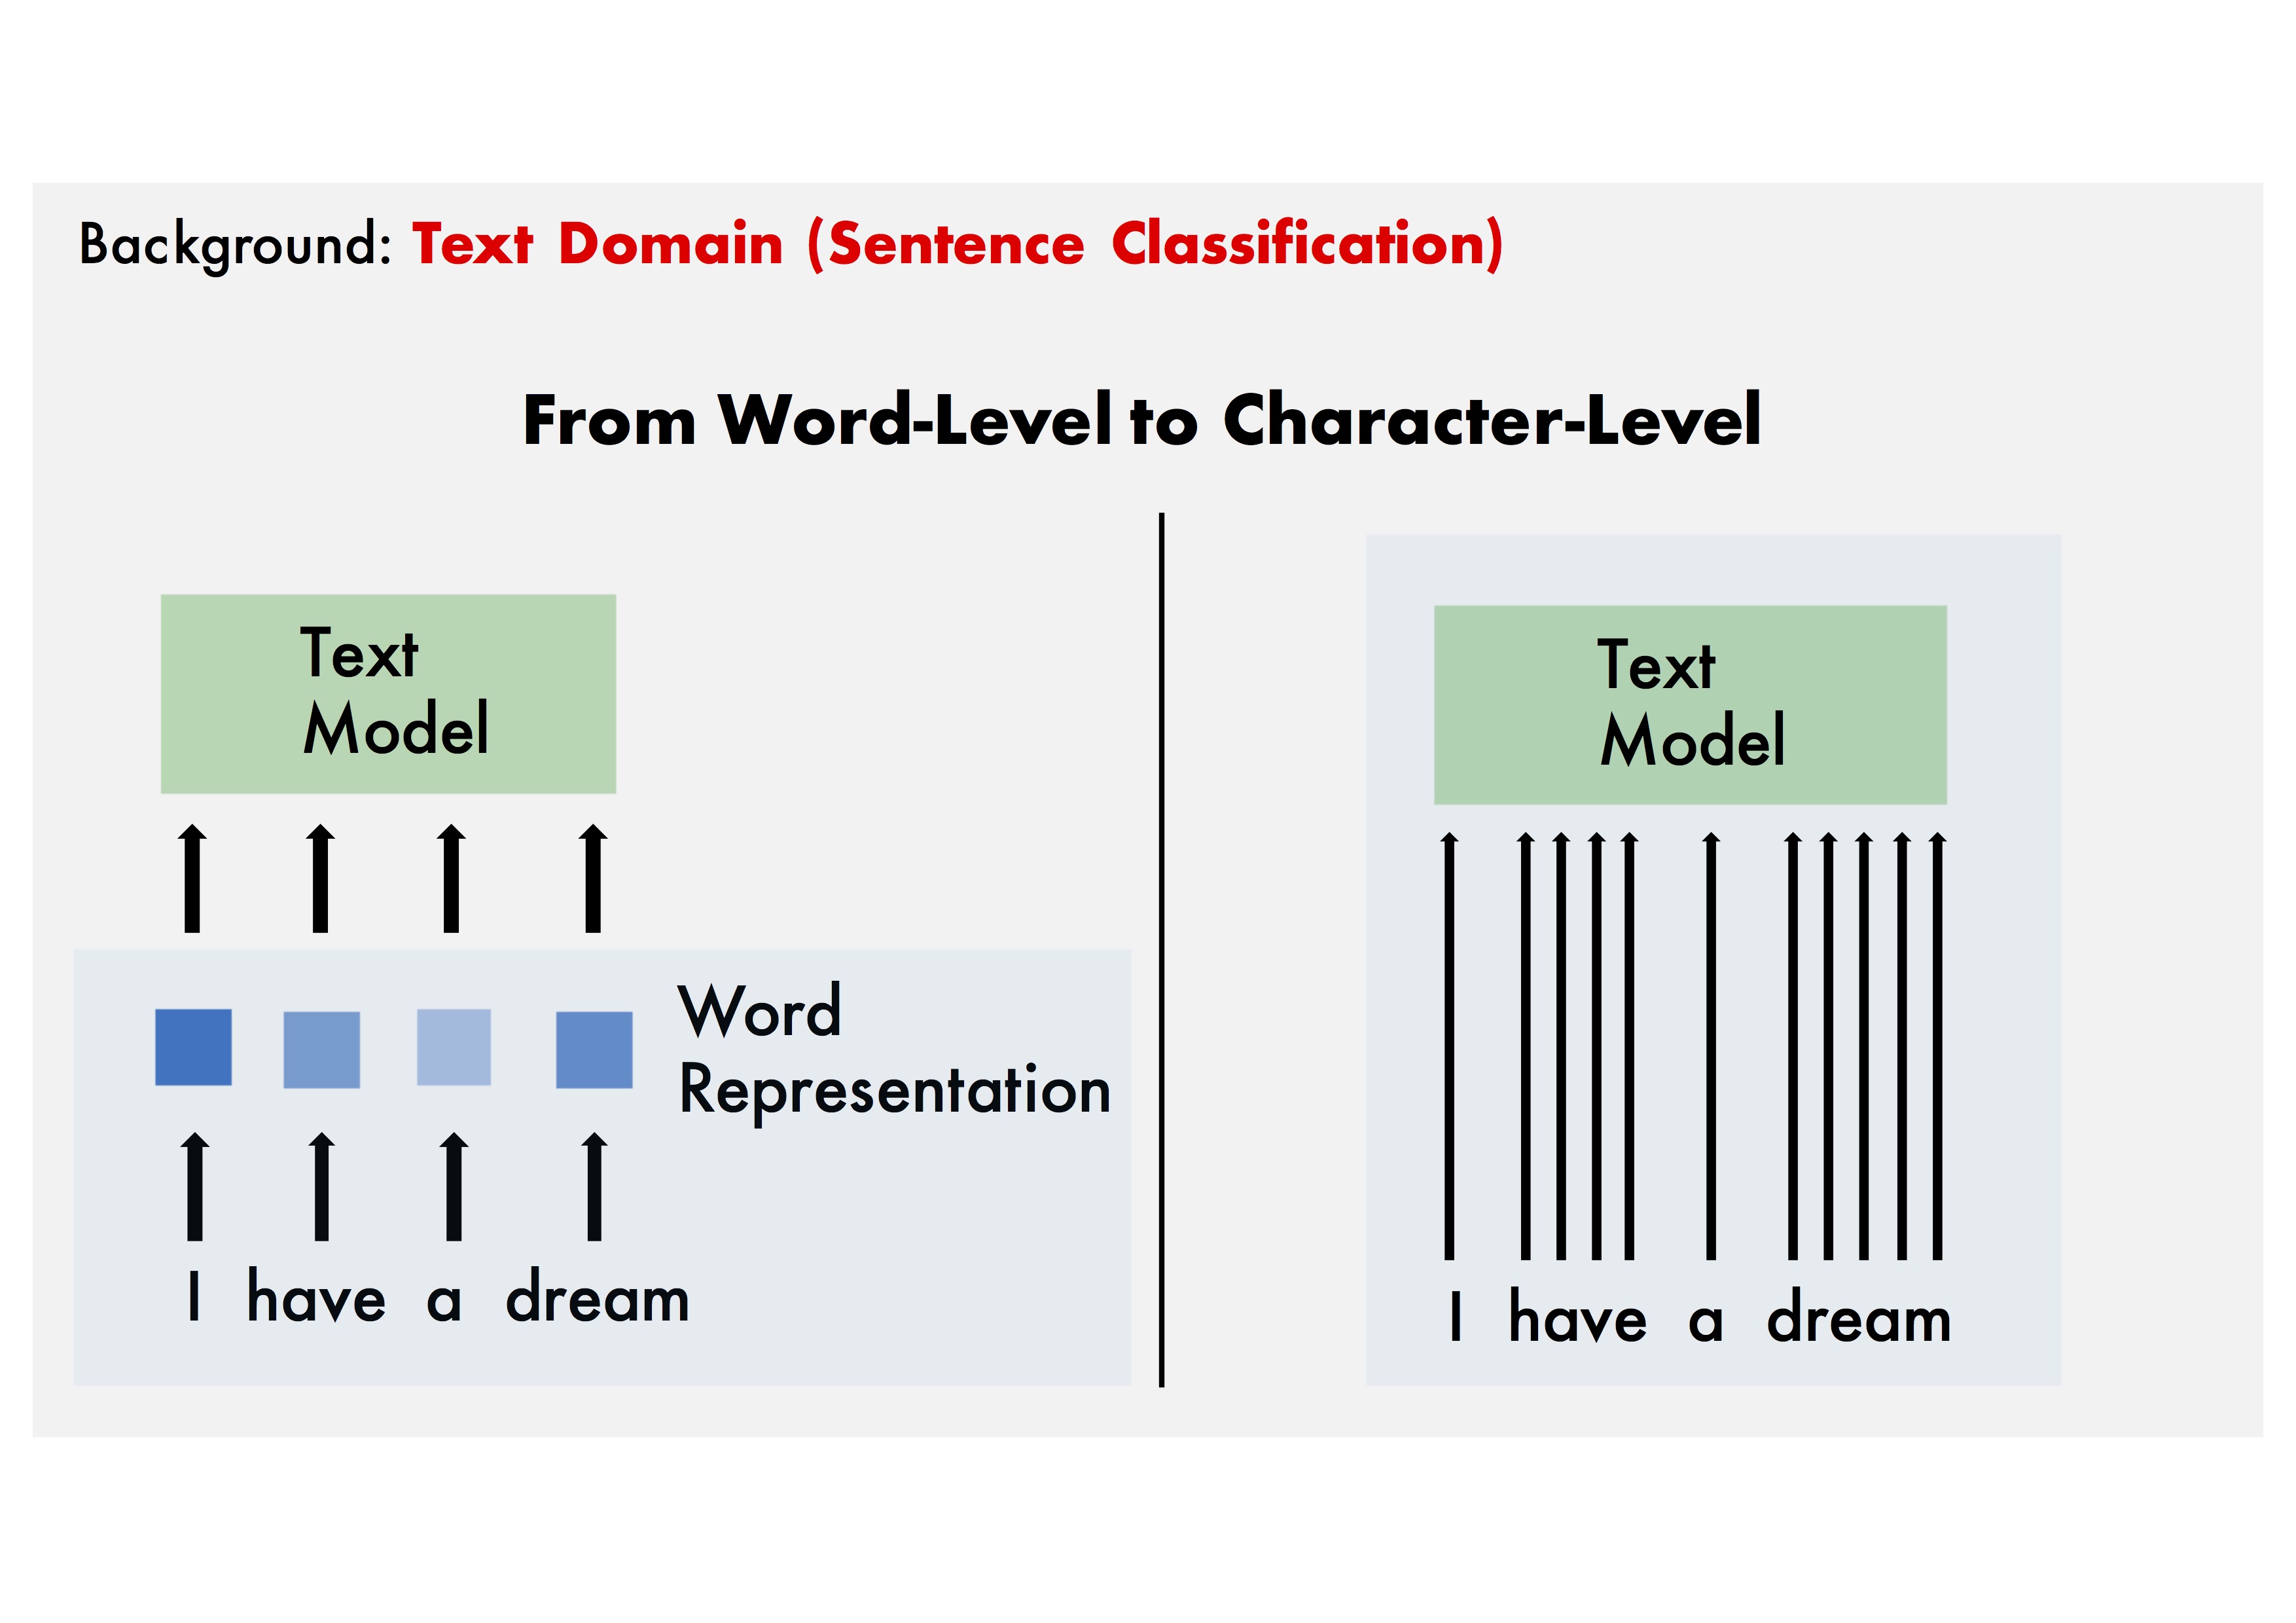 Background: Text Domain (Sentence Classification)
From Word-Level to Character-Level
Text
Model
Word
Representation
I have a dream
Text
Model
I have a dream